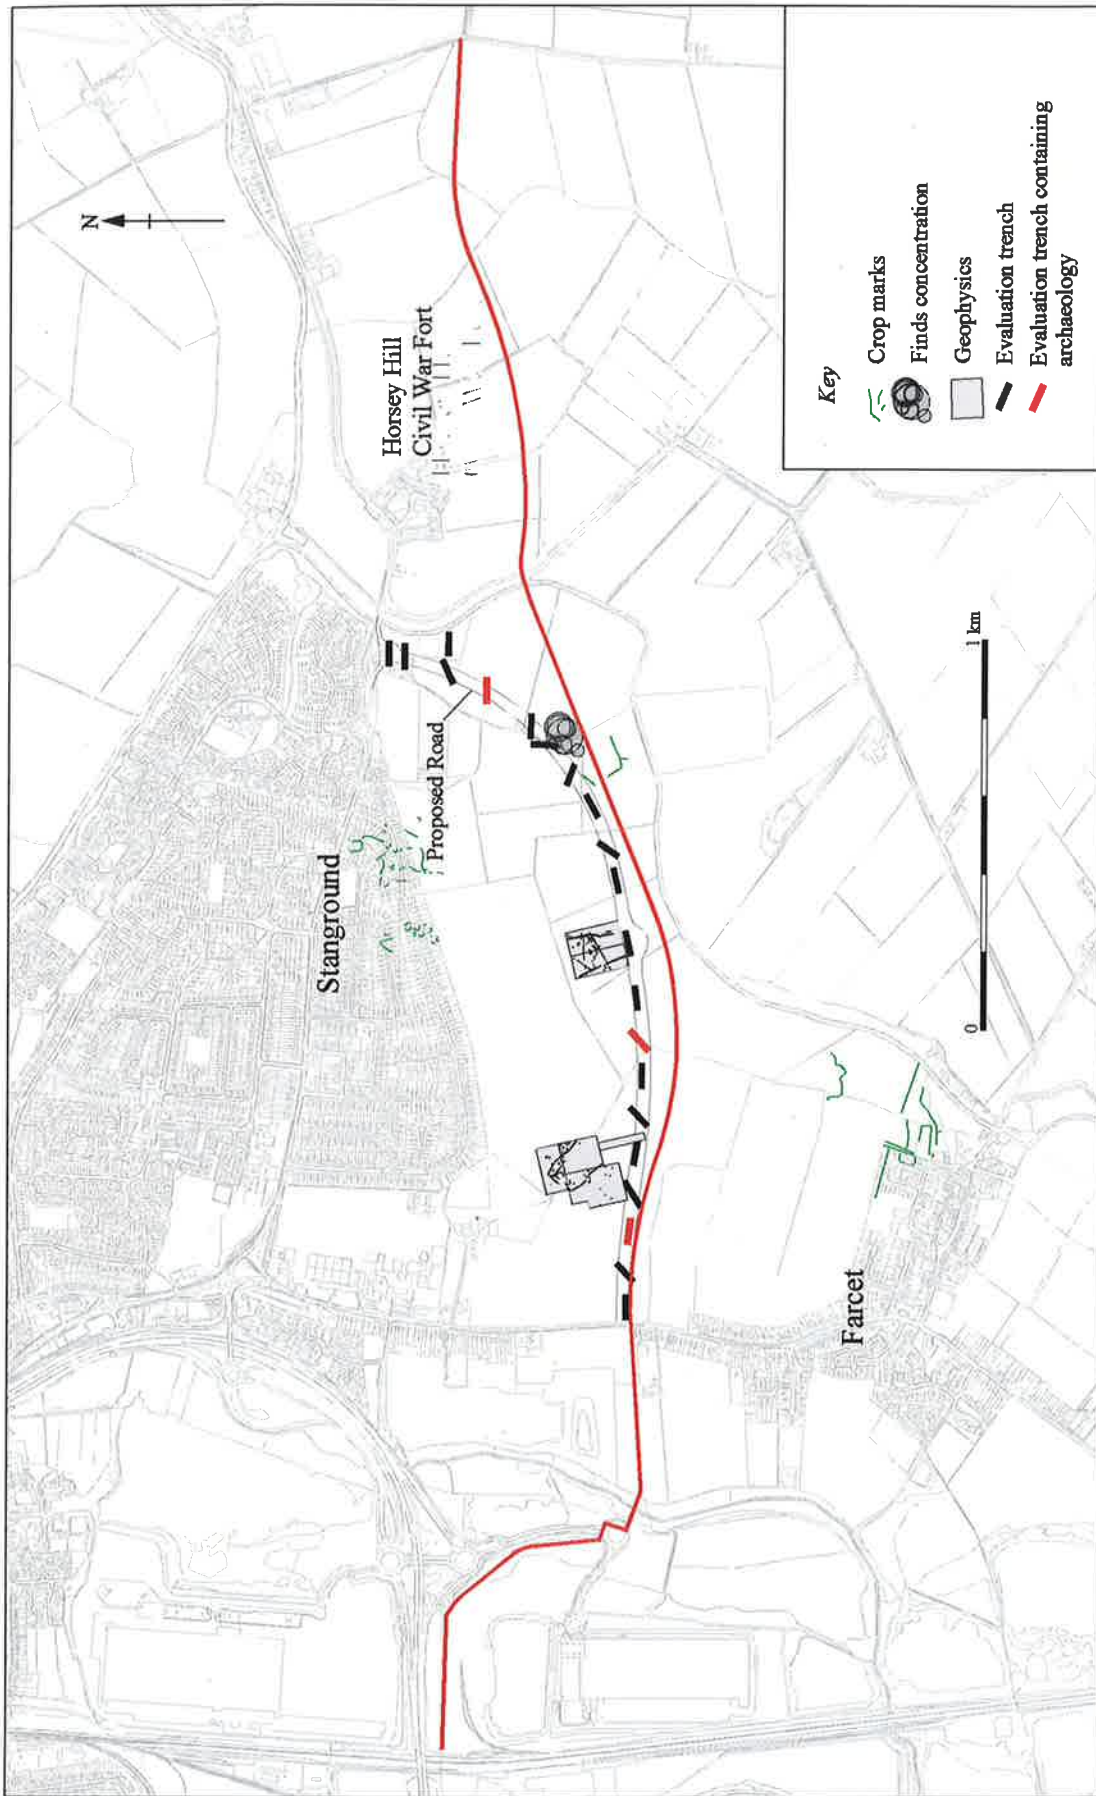 N
Horsey Hill
Civil War Fort
Stanground
Proposed Road
Farcet
0
1 km
Key
Crop marks
Finds concentration
Geophysics
Evaluation trench
Evaluation trench containing
archaeology